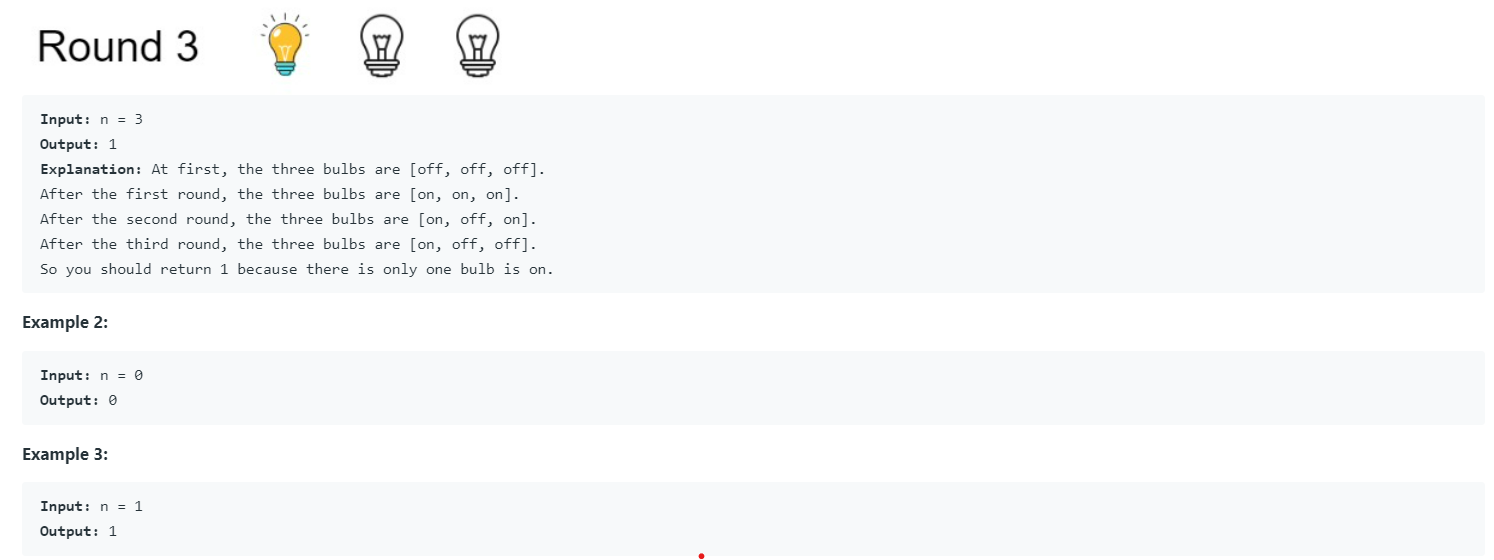 Round 3
Input: n = 3
Output: 1
Explanation: At first, the three bulbs are [off, off, off].
After the first round, the three bulbs are [on, on, on].
After the second round, the three bulbs are [on, off, on].
After the third round, the three bulbs are [on, off, off].
So you should return 1 because there is only one bulb is on.
Example 2:
Input: n = 0
Output: 0
Example 3:
Input: n = 1
Output: 1